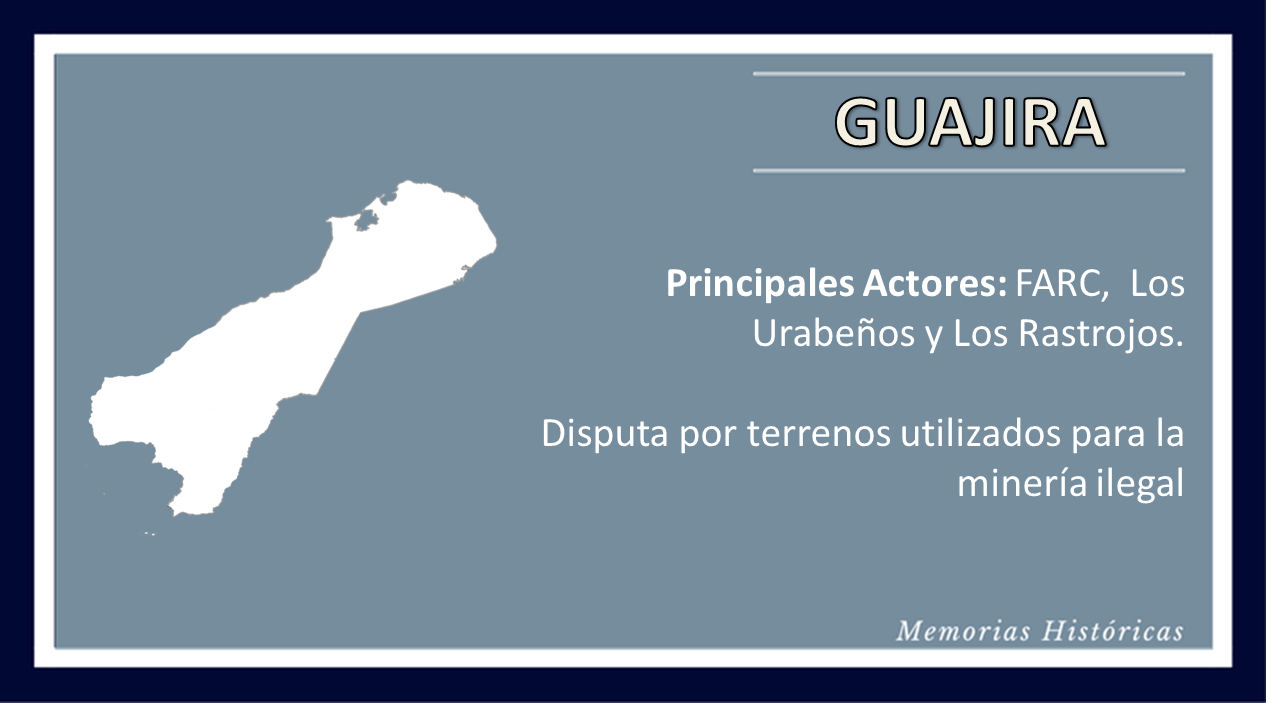 GUAJIRA
Principales Actores: FARC, Los
Urabeños y Los Rastrojos.
Disputa por terrenos utilizados para la
minería ilegal
Memorias Históricas